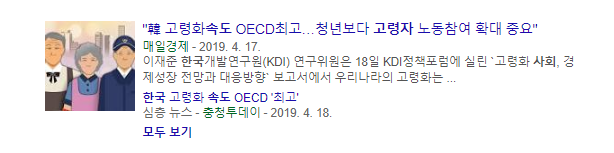 "韓 고령화속도 OECD최고…청년보다 고령자 노동참여 확대 중요"
매일경제 - 2019. 4. 17.
이재준 한국개발연구원(KDI) 연구위원은 18일 KDI정책포럼에 실린 `고령화 사회, 경
제성장 전망과 대응방향` 보고서에서 우리나라의 고령화는 ...
한국 고령화 속도 OECD '최고'
심층 뉴스 - 충청투데이 - 2019. 4. 18.
모두 보기